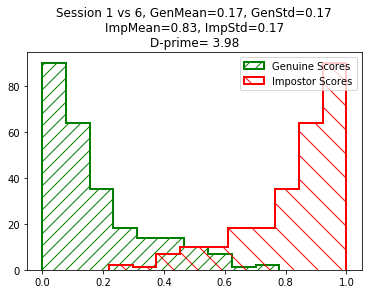 Session 1 vs 6, GenMean=0.17, GenStd=0.17
ImpMean=0.83, ImpStd=0.17
D-prime= 3.98
Genuine Scores
Impostor Scores
80
60
40
20
0
0.0 0.2 0.4 0.6 0.8 1.0